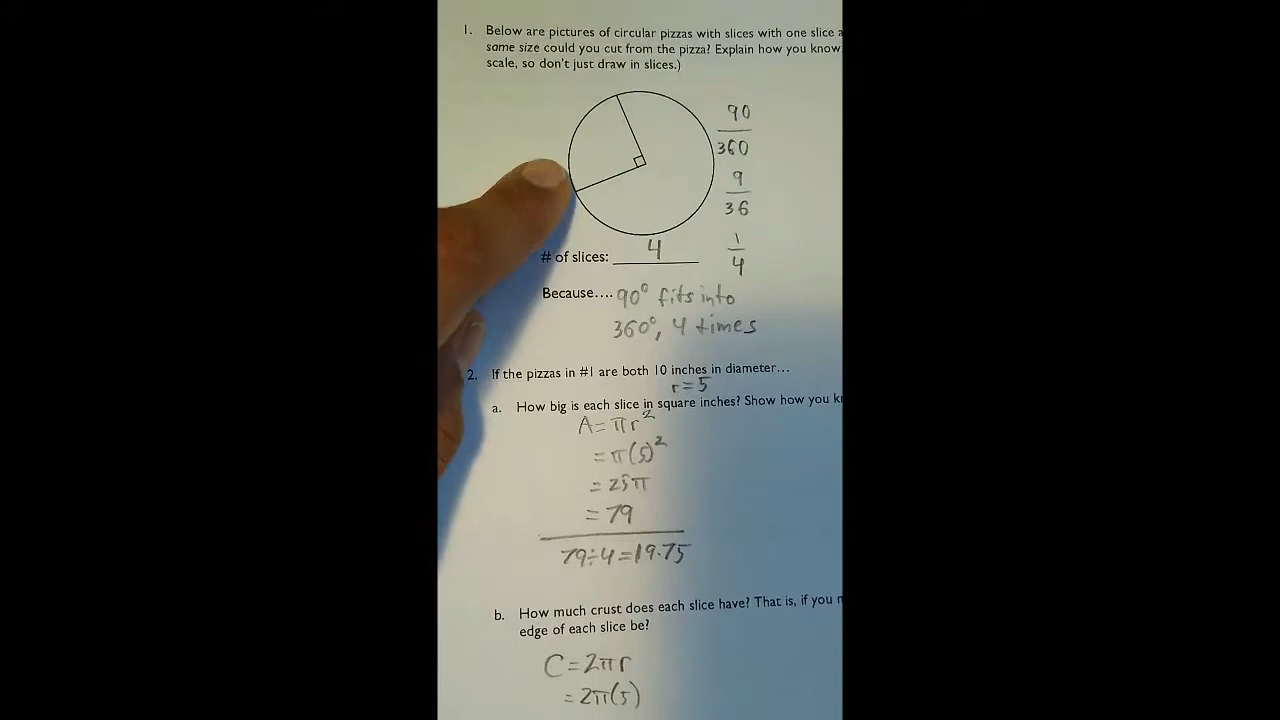 1. Below are pictures of circular pizzas with slices with one slice a
same size could you cut from the pizza? Explain how you know
scale, so don't just draw in slices.)
90
360
9
36
1
4
# of slices: 4
Because.... 90° fits into
360°, 4 times
2. If the pizzas in #1 are both 10 inches in diameter...
r=5
a. How big is each slice in square inches? Show how you k
A=πr²
=π(5)²
=25π
=79
79÷4=19.75
b. How much crust does each slice have? That is, if you
edge of each slice be?
C=2πr
=2π(5)